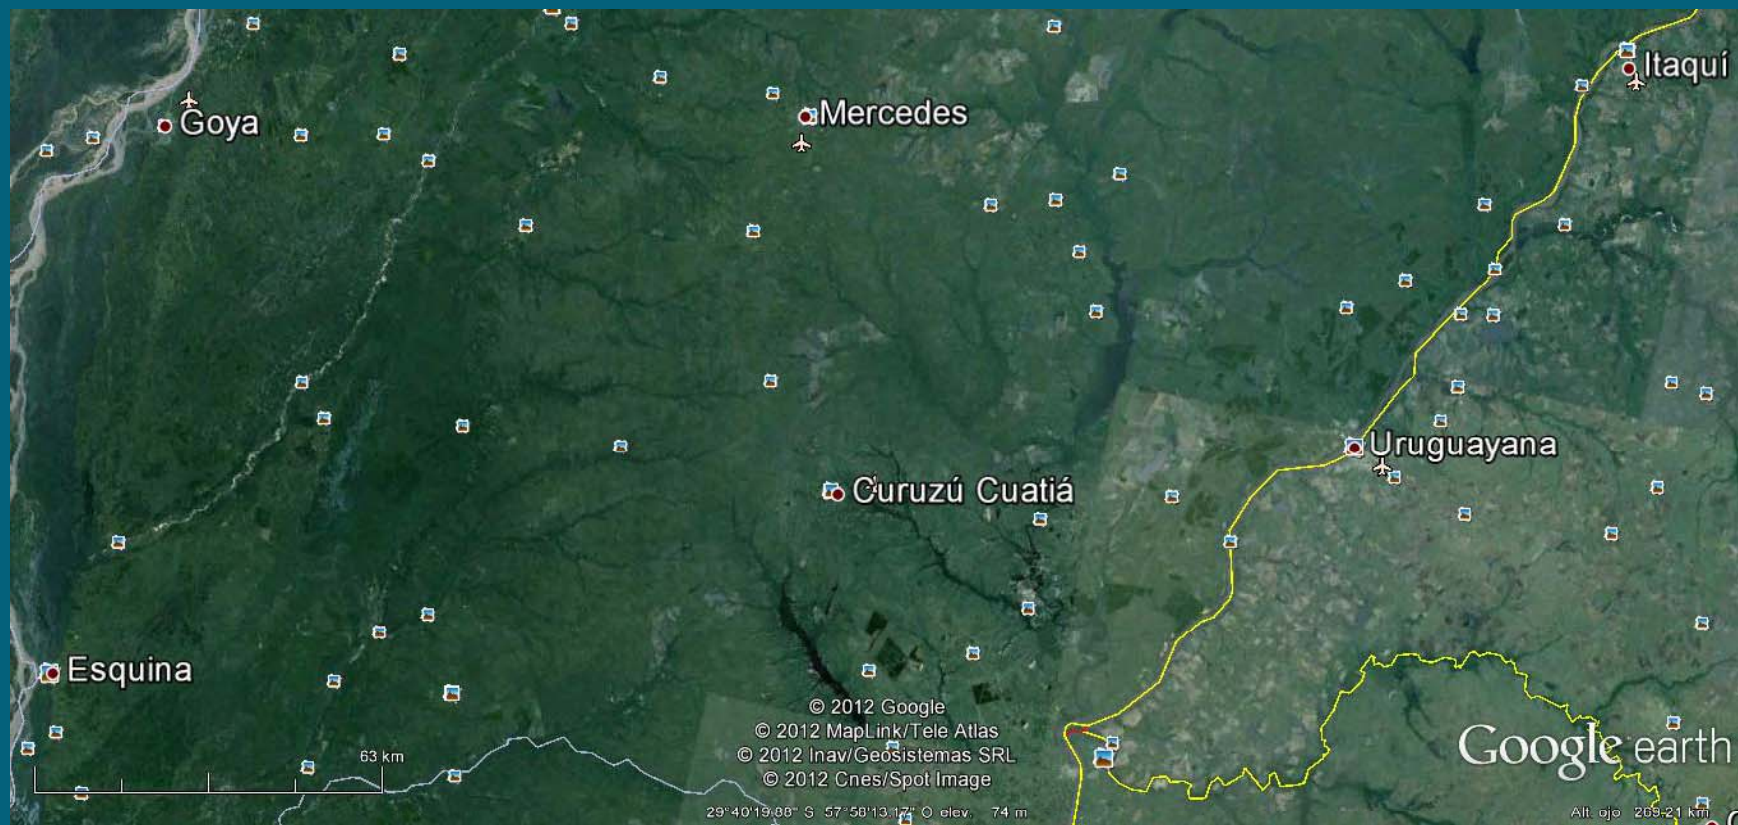 Itaquí
Goya
Mercedes
Uruguayana
Curuzú Cuatiá
Esquina
© 2012 Google
© 2012 MapLink/Tele Atlas
© 2012 Inav/Geosistemas SRL
© 2012 Cnes/Spot Image
Google earth
63 km
29°40'19.88" S 57°58'13.17" O elev. 74 m
Alt. ojo 269.21 km